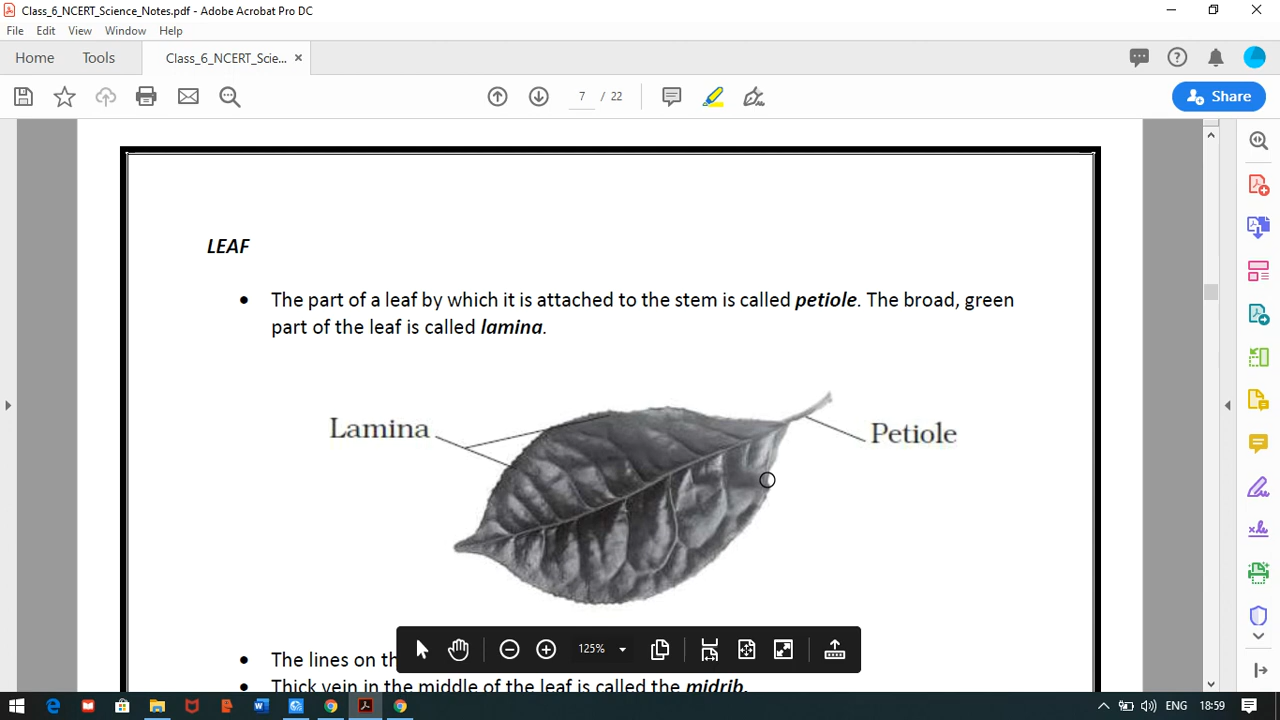 Class_6_NCERT_Science_Notes.pdf - Adobe Acrobat Pro DC
File Edit View Window Help
Home Tools Class_6_NCERT_Scie...
7 / 22
Share
LEAF
• The part of a leaf by which it is attached to the stem is called petiole. The broad, green
part of the leaf is called lamina.
Lamina
Petiole
125%
• The lines on th
• Thick vein in the middle of the leaf is called the midrib.
ENG 18:59